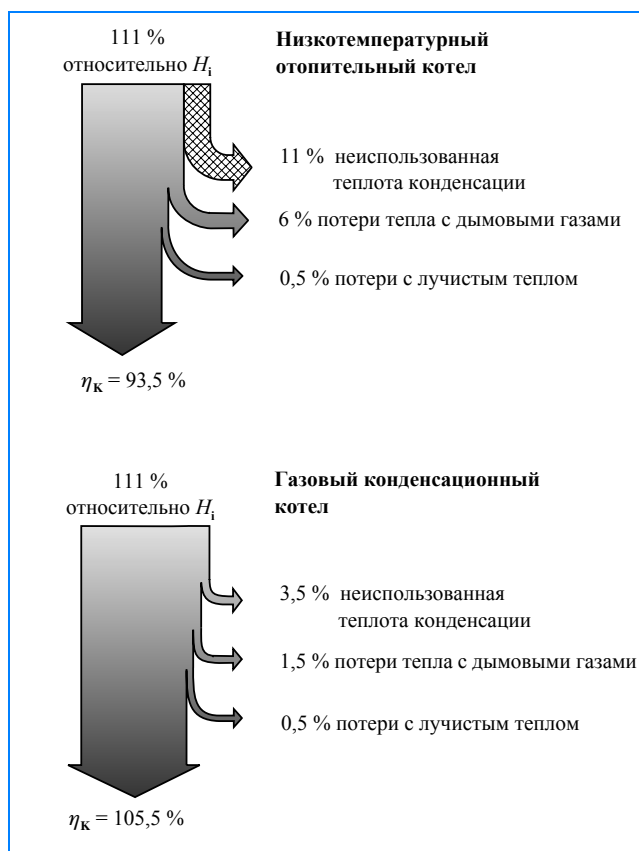 111 %
относительно Hi
Низкотемпературный
отопительный котел
11 % неиспользованная
теплота конденсации
6 % потери тепла с дымовыми газами
0,5 % потери с лучистым теплом
ηК = 93,5 %
111 %
относительно Hi
Газовый конденсационный
котел
3,5 % неиспользованная
теплота конденсации
1,5 % потери тепла с дымовыми газами
0,5 % потери с лучистым теплом
ηК = 105,5 %